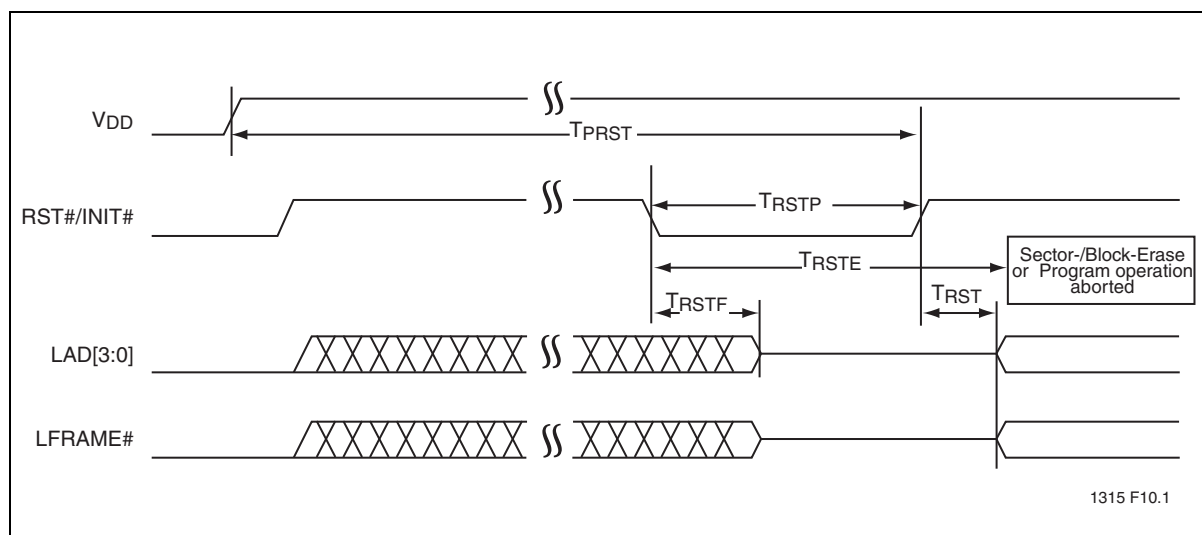 VDD
TPRST
RST#/INIT#
TRSTP
TRSTE
Sector-/Block-Erase
or Program operation
aborted
TRSTF
TRST
LAD[3:0]
LFRAME#
1315 F10.1